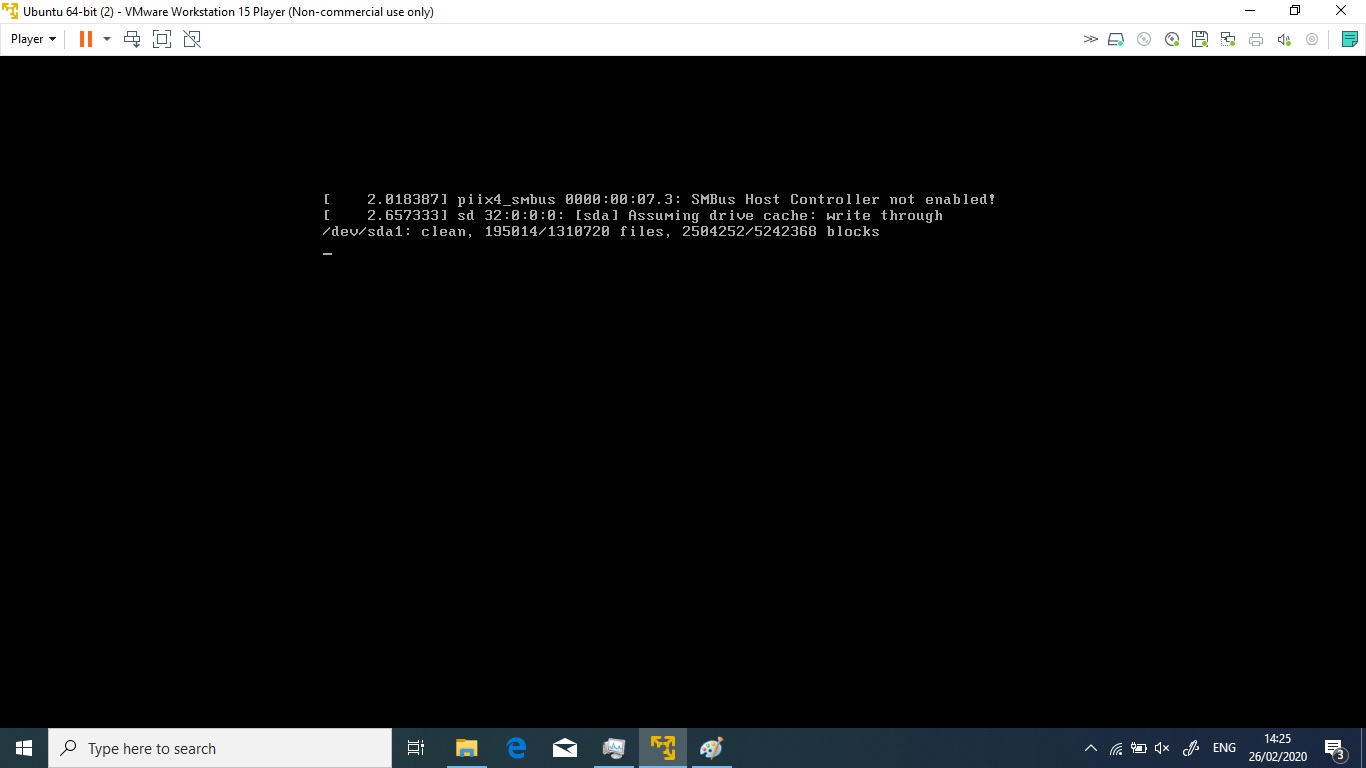 Ubuntu 64-bit (2) - VMware Workstation 15 Player (Non-commercial use only)
Player
[    2.018387] piix4_smbus 0000:00:07.3: SMBus Host Controller not enabled!
[    2.657333] sd 32:0:0:0: [sda] Assuming drive cache: write through
/dev/sda1: clean, 195014/1310720 files, 2504252/5242368 blocks
Type here to search
ENG
14:25
26/02/2020
3